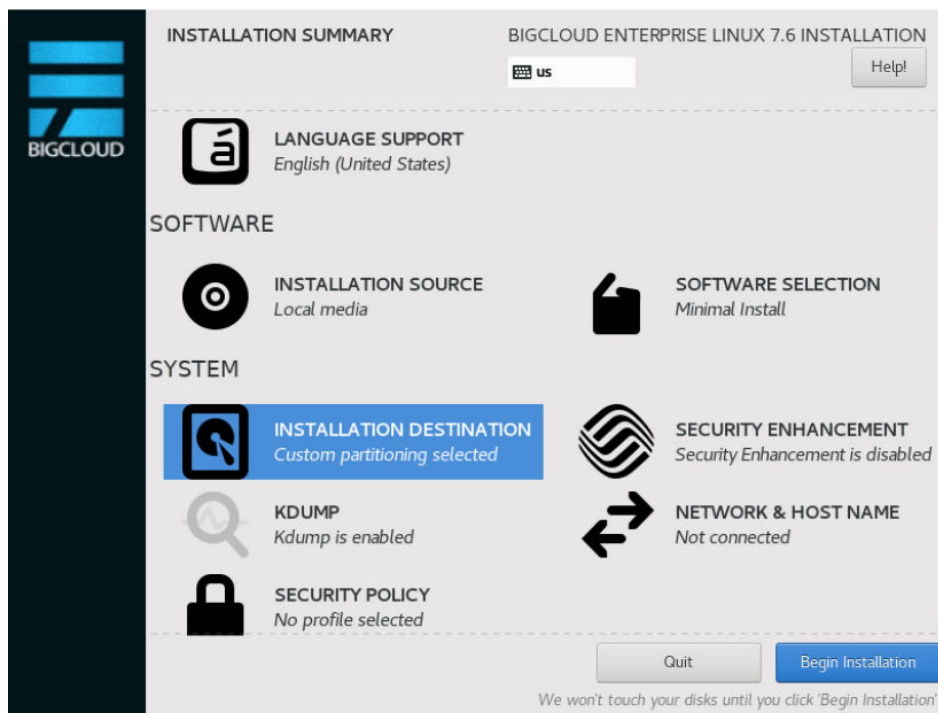 INSTALLATION SUMMARY
BIGCLOUD ENTERPRISE LINUX 7.6 INSTALLATION
us
Help!
BIGCLOUD
á
LANGUAGE SUPPORT
English (United States)
SOFTWARE
INSTALLATION SOURCE
Local media
SOFTWARE SELECTION
Minimal Install
SYSTEM
INSTALLATION DESTINATION
Custom partitioning selected
SECURITY ENHANCEMENT
Security Enhancement is disabled
KDUMP
Kdump is enabled
NETWORK & HOST NAME
Not connected
SECURITY POLICY
No profile selected
Quit
Begin Installation
We won't touch your disks until you click 'Begin Installation'